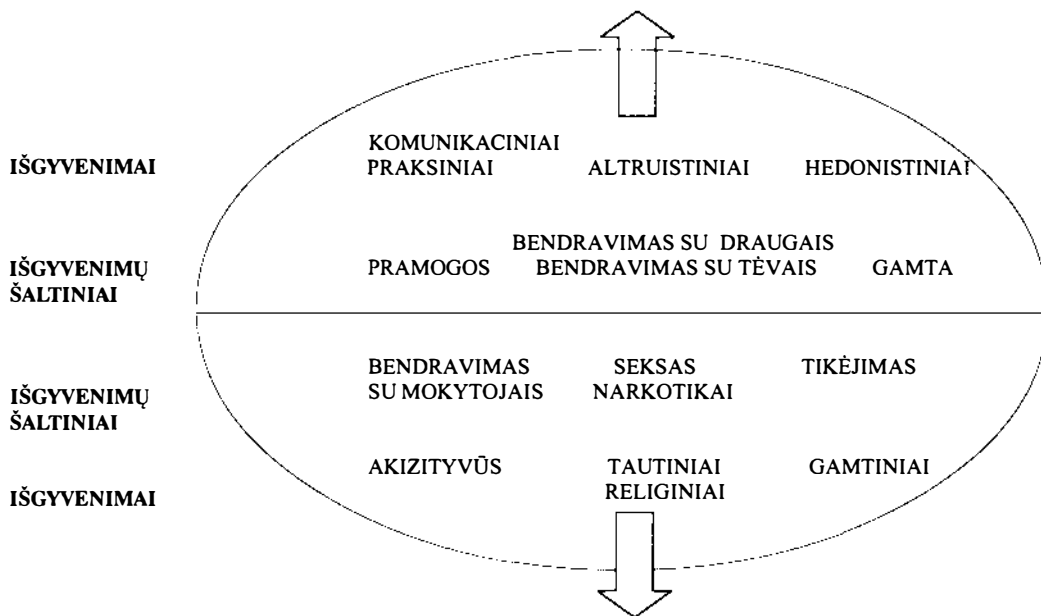 KOMUNIKACINIAI
IŠGYVENIMAI PRAKSINIAI ALTRUISTINIAI HEDONISTINIAI
BENDRAVIMAS SU DRAUGAIS
IŠGYVENIMŲ PRAMOGOS BENDRAVIMAS SU TĖVAIS GAMTA
ŠALTINIAI
BENDRAVIMAS SEKSAS TIKĖJIMAS
IŠGYVENIMŲ SU MOKYTOJAIS NARKOTIKAI
ŠALTINIAI
AKIZITYVŪS TAUTINIAI GAMTINIAI
IŠGYVENIMAI RELIGINIAI